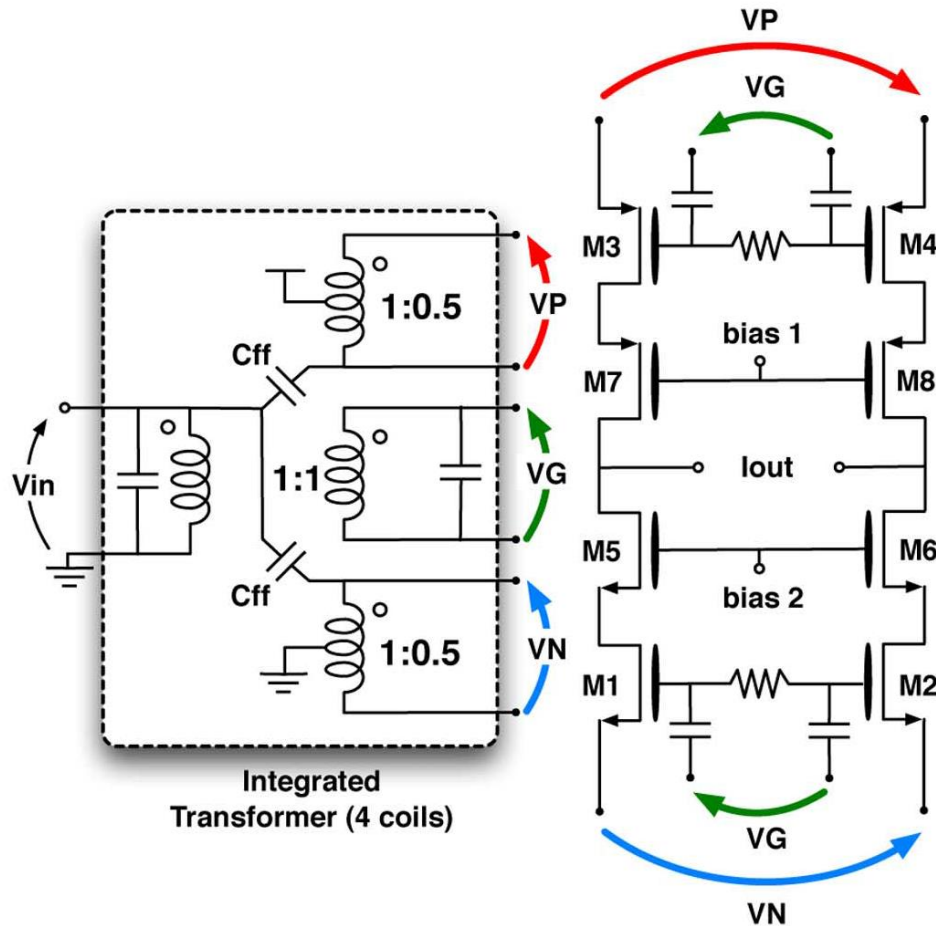 VP
VG
M3
M4
1:0.5
VP
Cff
bias 1
M7
M8
Vin
1:1
VG
Iout
M5
M6
Cff
bias 2
1:0.5
VN
M1
M2
Integrated
Transformer (4 coils)
VG
VN